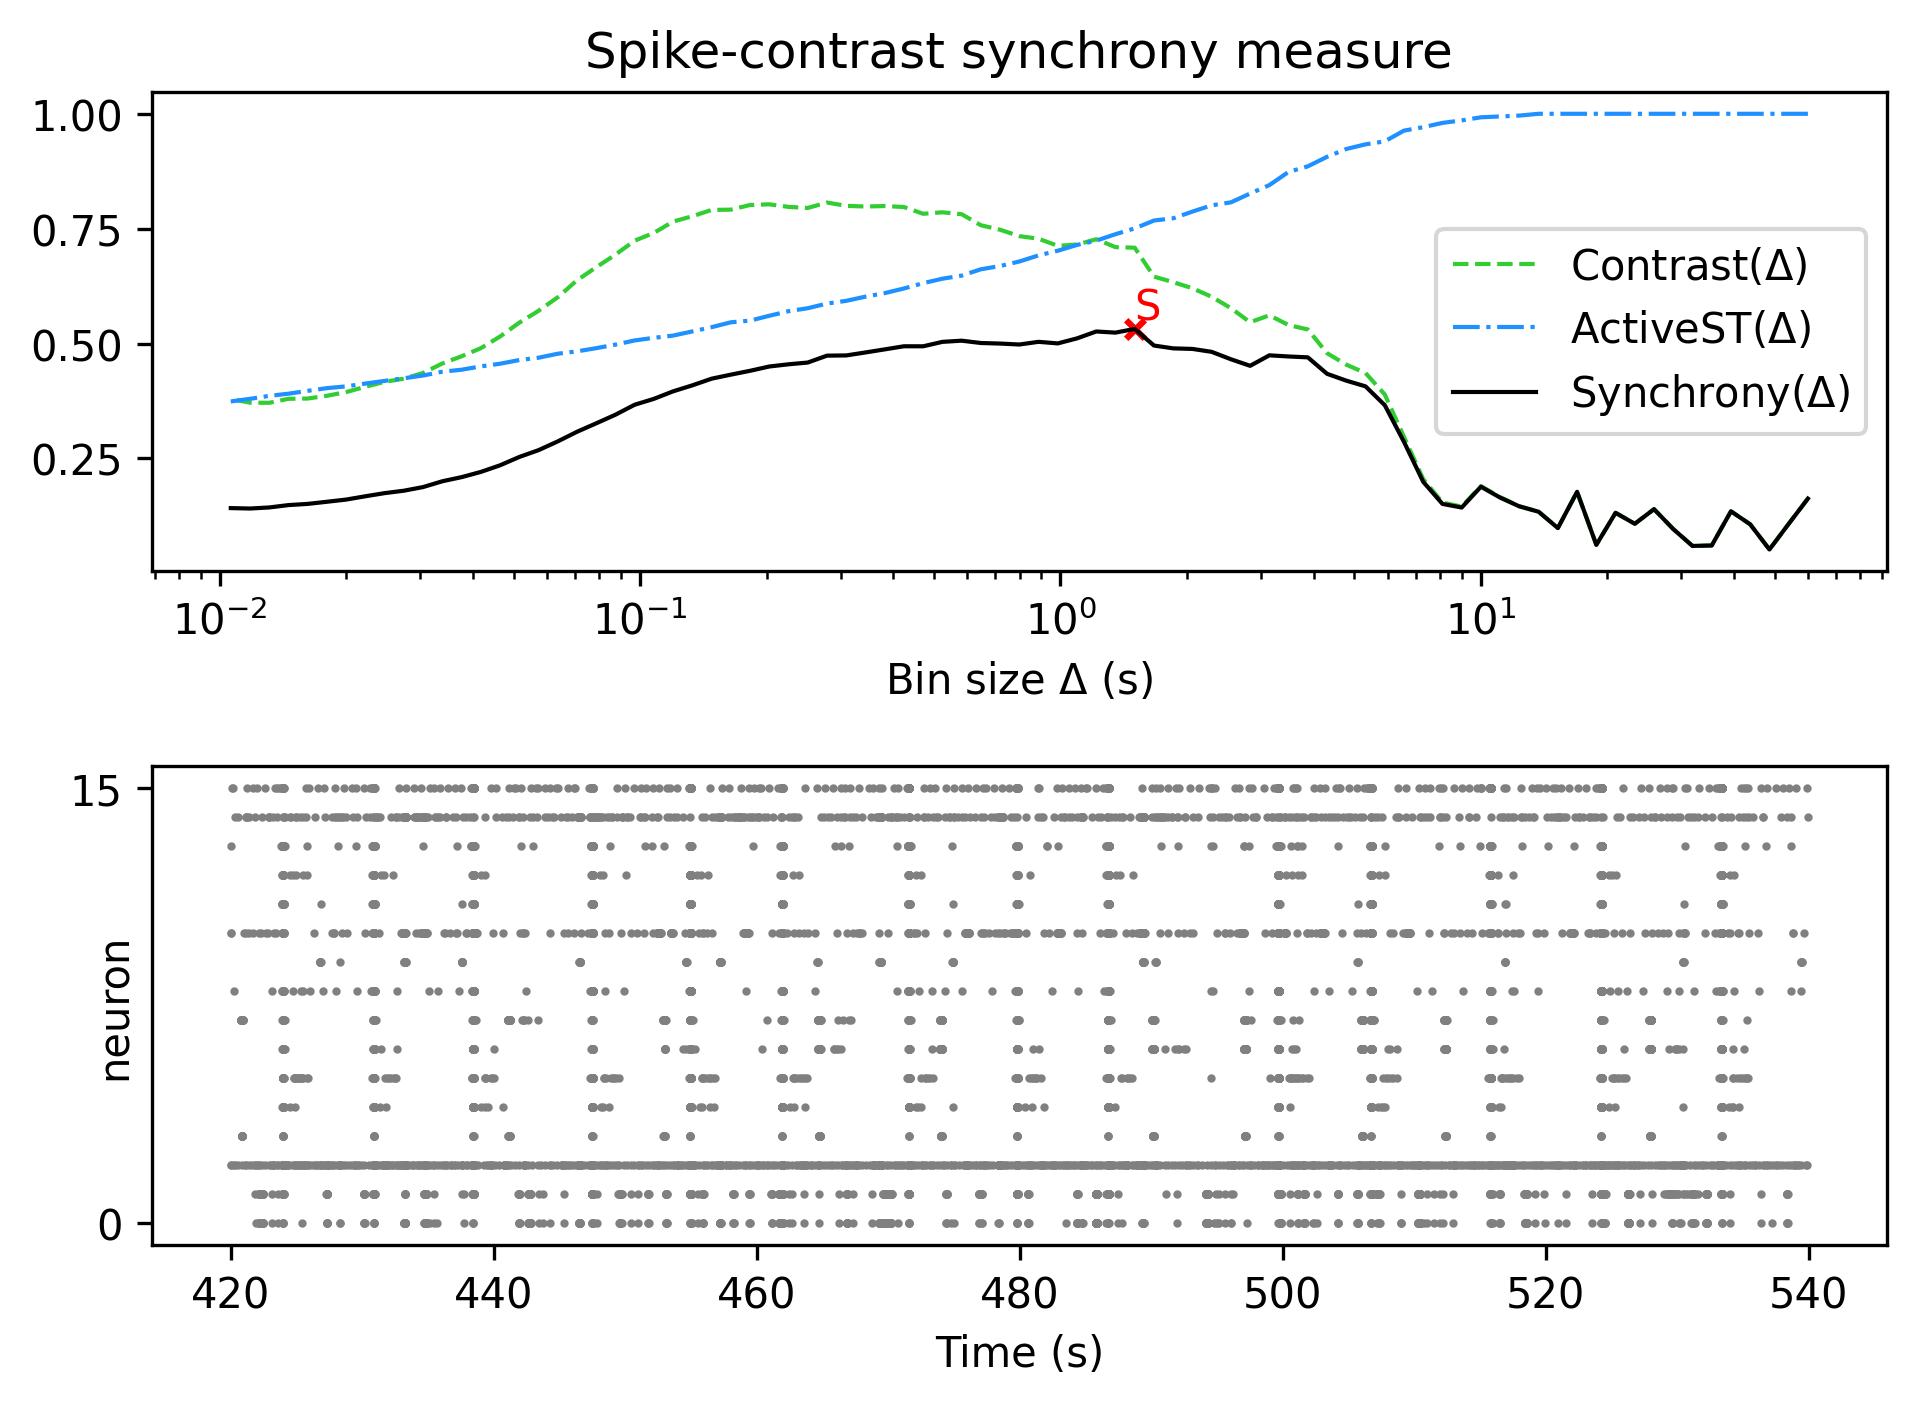 Spike-contrast synchrony measure
1.00
0.75
0.50
0.25
S
Contrast(Δ)
ActiveST(Δ)
Synchrony(Δ)
10⁻² 10⁻¹ 10⁰ 10¹
Bin size Δ (s)
15
neuron
0
420 440 460 480 500 520 540
Time (s)